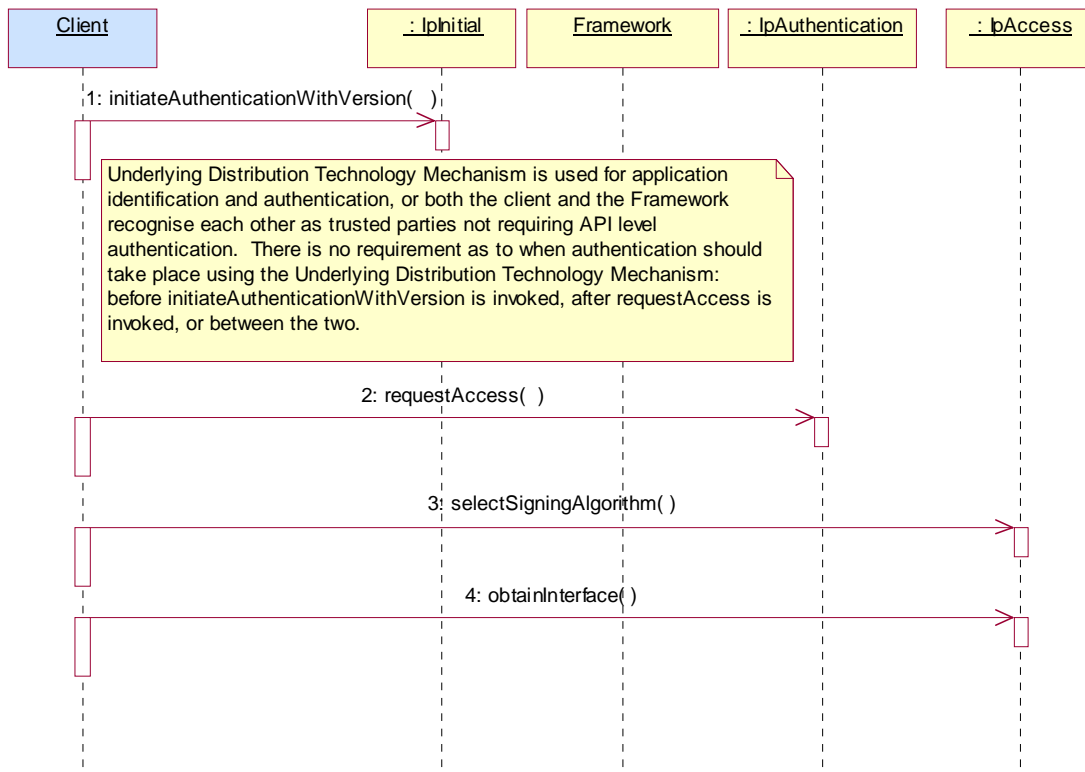 Client
: IpInitial
Framework
: IpAuthentication
: IpAccess
1: initiateAuthenticationWithVersion( )
Underlying Distribution Technology Mechanism is used for application
identification and authentication, or both the client and the Framework
recognise each other as trusted parties not requiring API level
authentication. There is no requirement as to when authentication should
take place using the Underlying Distribution Technology Mechanism:
before initiateAuthenticationWithVersion is invoked, after requestAccess is
invoked, or between the two.
2: requestAccess( )
3: selectSigningAlgorithm( )
4: obtainInterface( )